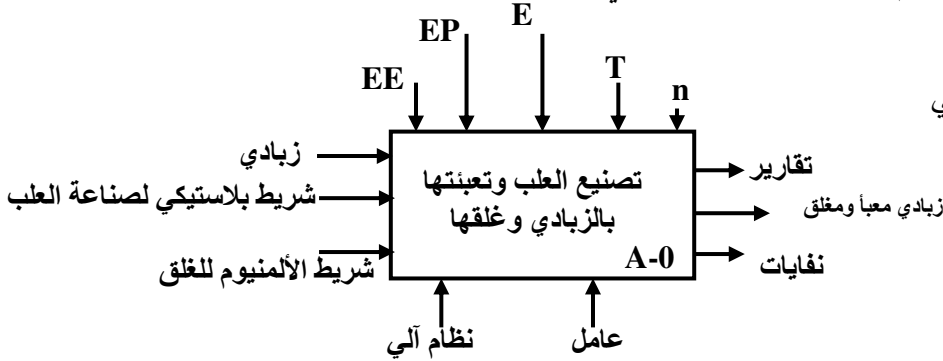 E
EP
T
EE
n
ي
زبادي
تقارير
تصنيع العلب وتعبئتها
شريط بلاستيكي لصناعة العلب
زبادي معبأ ومغلق
بالزبادي وغلقها
A-0
نفايات
شريط الألمنيوم للغلق
نظام آلي
عامل